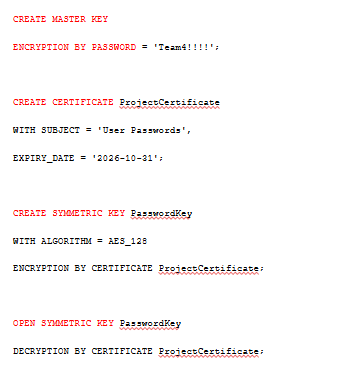 CREATE MASTER KEY
ENCRYPTION BY PASSWORD = 'Team4!!!!';
CREATE CERTIFICATE ProjectCertificate
WITH SUBJECT = 'User Passwords',
EXPIRY_DATE = '2026-10-31';
CREATE SYMMETRIC KEY PasswordKey
WITH ALGORITHM = AES_128
ENCRYPTION BY CERTIFICATE ProjectCertificate;
OPEN SYMMETRIC KEY PasswordKey
DECRYPTION BY CERTIFICATE ProjectCertificate;